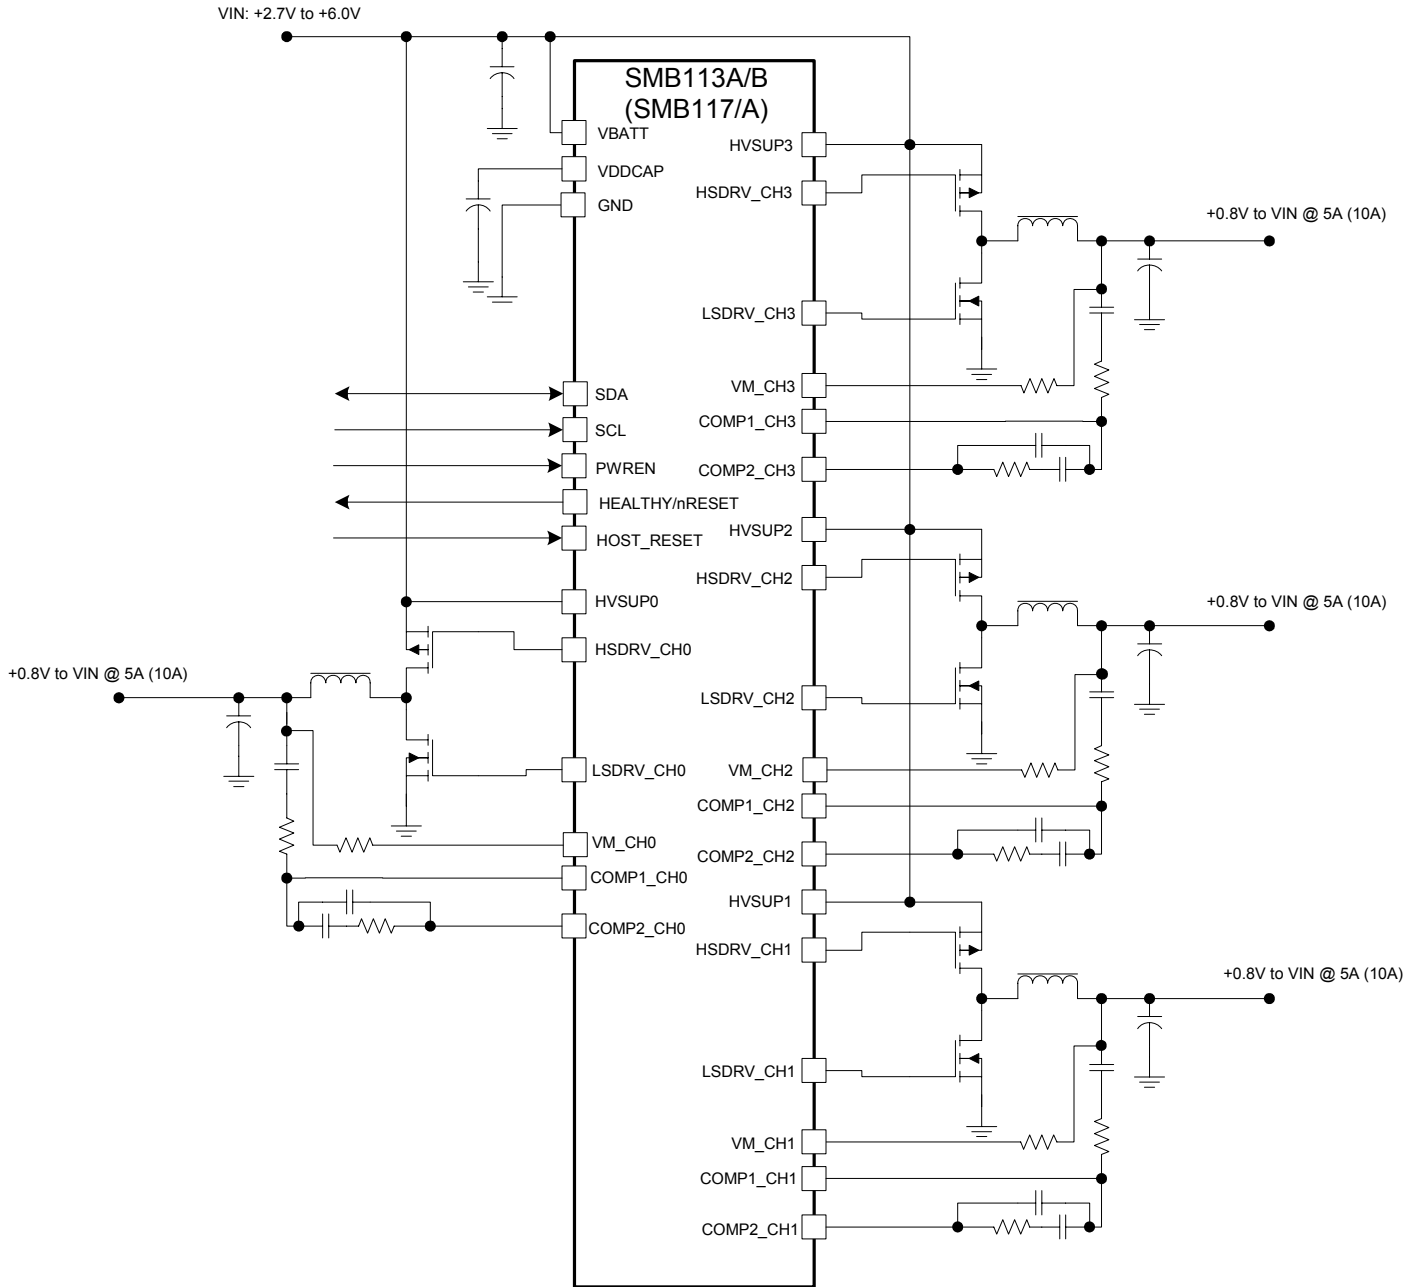 VIN: +2.7V to +6.0V
SMB113A/B
(SMB117/A)
VBATT
VDDCAP
GND
SDA
SCL
PWREN
HEALTHY/nRESET
HOST_RESET
HVSUP0
HSDRV_CH0
+0.8V to VIN @ 5A (10A)
LSDRV_CH0
VM_CH0
COMP1_CH0
COMP2_CH0
HVSUP3
HSDRV_CH3
+0.8V to VIN @ 5A (10A)
LSDRV_CH3
VM_CH3
COMP1_CH3
COMP2_CH3
HVSUP2
HSDRV_CH2
+0.8V to VIN @ 5A (10A)
LSDRV_CH2
VM_CH2
COMP1_CH2
COMP2_CH2
HVSUP1
HSDRV_CH1
+0.8V to VIN @ 5A (10A)
LSDRV_CH1
VM_CH1
COMP1_CH1
COMP2_CH1